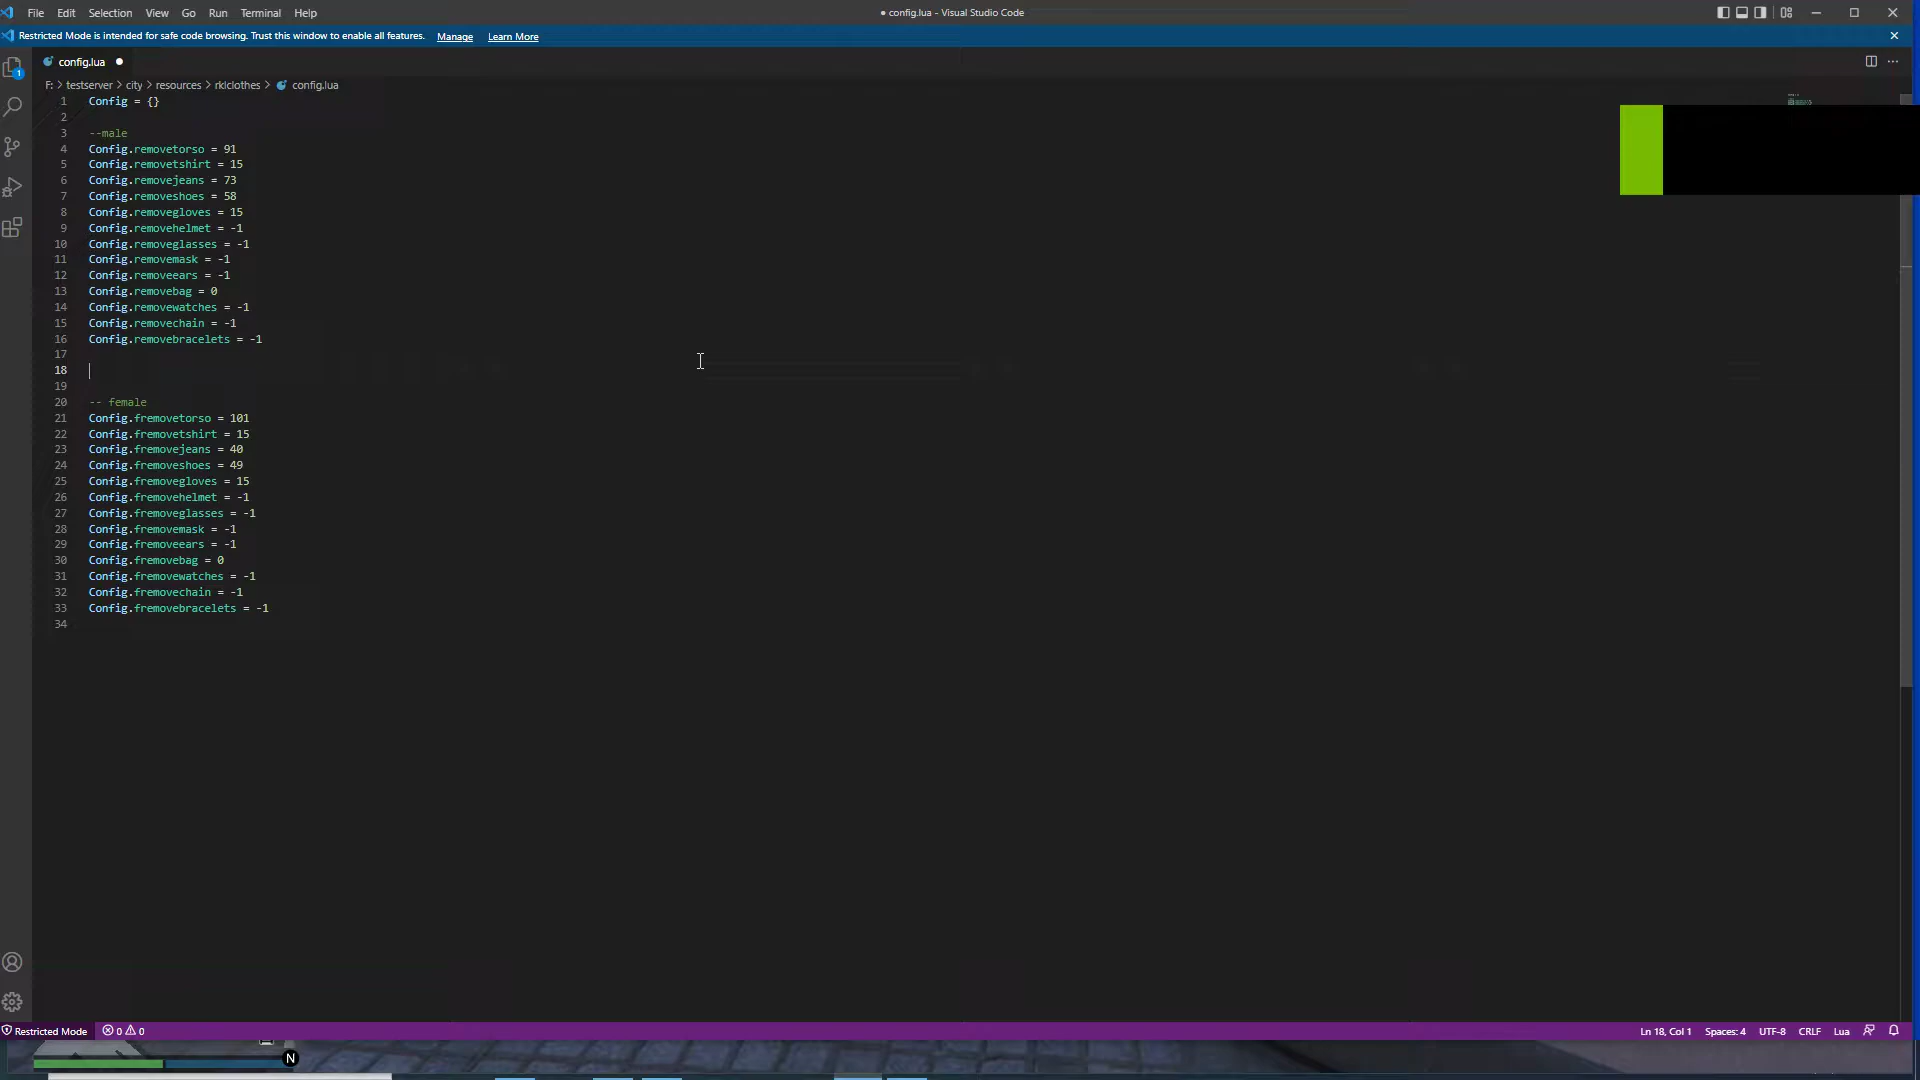 File Edit Selection View Go Run Terminal Help
● config.lua - Visual Studio Code
Restricted Mode is intended for safe code browsing. Trust this window to enable all features. Manage Learn More
config.lua
F: > testserver > city > resources > rklclothes > config.lua
1 Config = {}
2
3 --male
4 Config.removetorso = 91
5 Config.removetshirt = 15
6 Config.removejeans = 73
7 Config.removeshoes = 58
8 Config.removegloves = 15
9 Config.removehelmet = -1
10 Config.removeglasses = -1
11 Config.removemask = -1
12 Config.removeears = -1
13 Config.removebag = 0
14 Config.removewatches = -1
15 Config.removechain = -1
16 Config.removebracelets = -1
17
18
19
20 -- female
21 Config.fremovetorso = 101
22 Config.fremovetshirt = 15
23 Config.fremovejeans = 40
24 Config.fremoveshoes = 49
25 Config.fremovegloves = 15
26 Config.fremovehelmet = -1
27 Config.fremoveglasses = -1
28 Config.fremovemask = -1
29 Config.fremoveears = -1
30 Config.fremovebag = 0
31 Config.fremovewatches = -1
32 Config.fremovechain = -1
33 Config.fremovebracelets = -1
34
1
Restricted Mode 0 0
Ln 18, Col 1 Spaces: 4 UTF-8 CRLF Lua
N